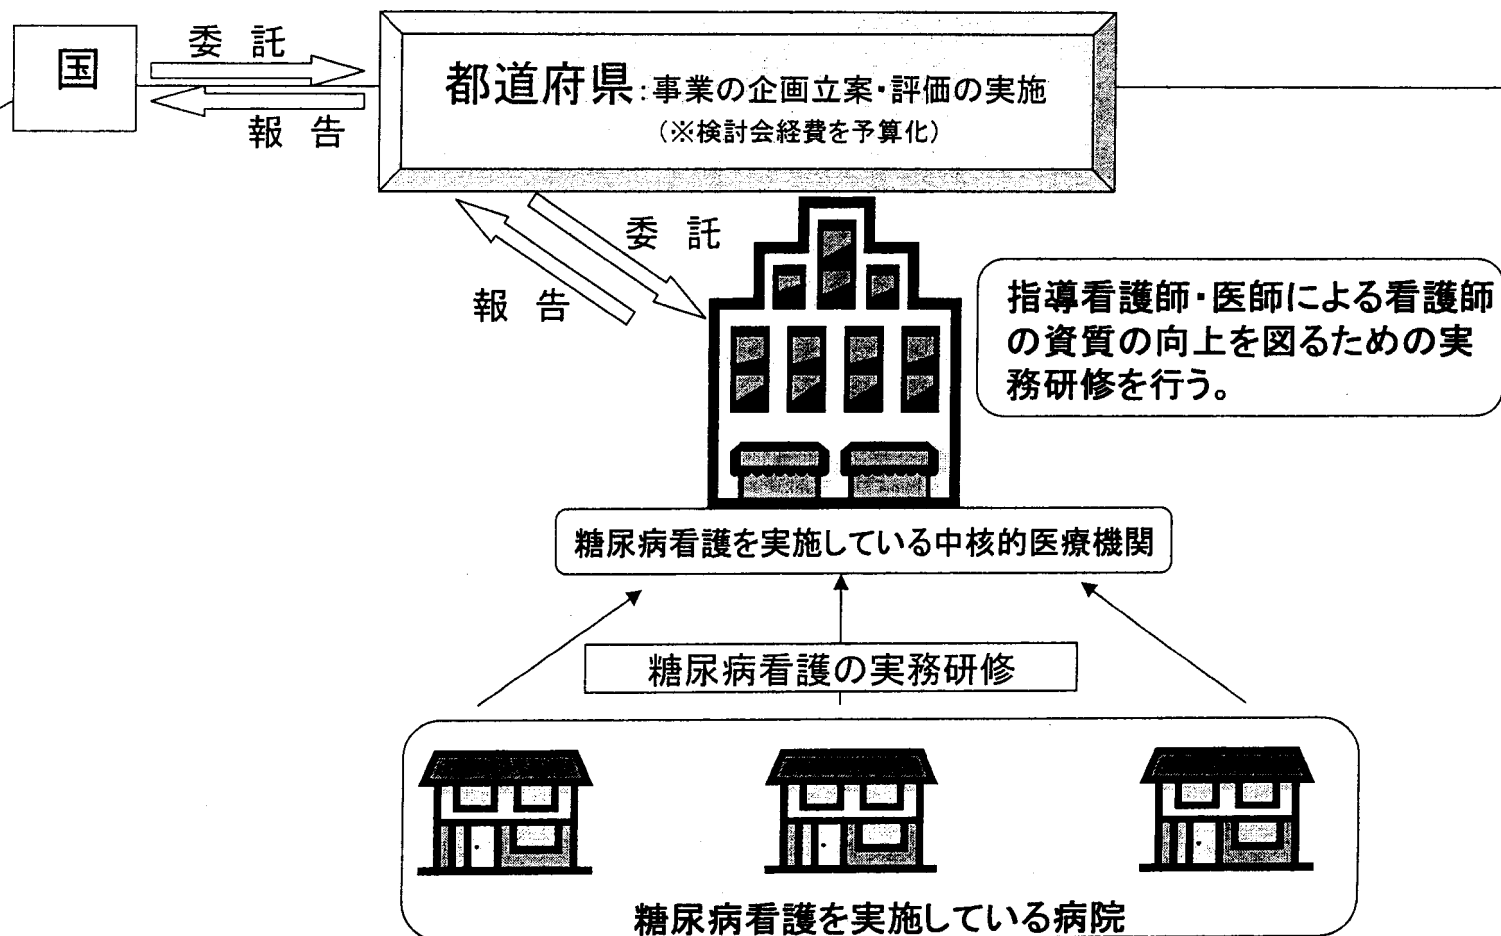 国
委 託
報 告
都道府県：事業の企画立案・評価の実施
（※検討会経費を予算化）
委 託
報 告
指導看護師・医師による看護師
の資質の向上を図るための実
務研修を行う。
糖尿病看護を実施している中核的医療機関
糖尿病看護の実務研修
糖尿病看護を実施している病院